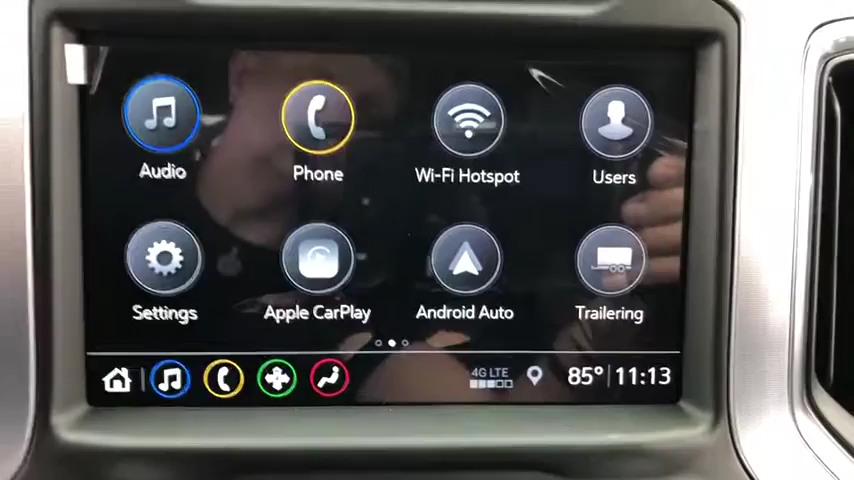 Audio
Phone
Wi-Fi Hotspot
Users
Settings
Apple CarPlay
Android Auto
Trailering
4G LTE
85°
11:13